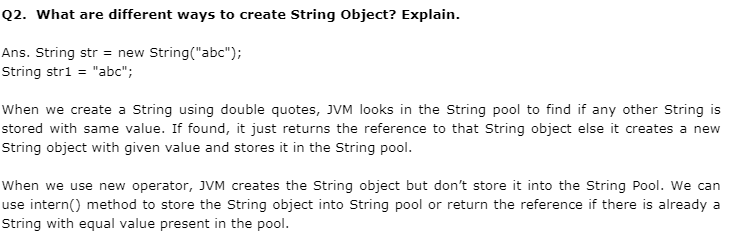 Q2. What are different ways to create String Object? Explain.
Ans. String str = new String("abc");
String str1 = "abc";
When we create a String using double quotes, JVM looks in the String pool to find if any other String is
stored with same value. If found, it just returns the reference to that String object else it creates a new
String object with given value and stores it in the String pool.
When we use new operator, JVM creates the String object but don’t store it into the String Pool. We can
use intern() method to store the String object into String pool or return the reference if there is already a
String with equal value present in the pool.